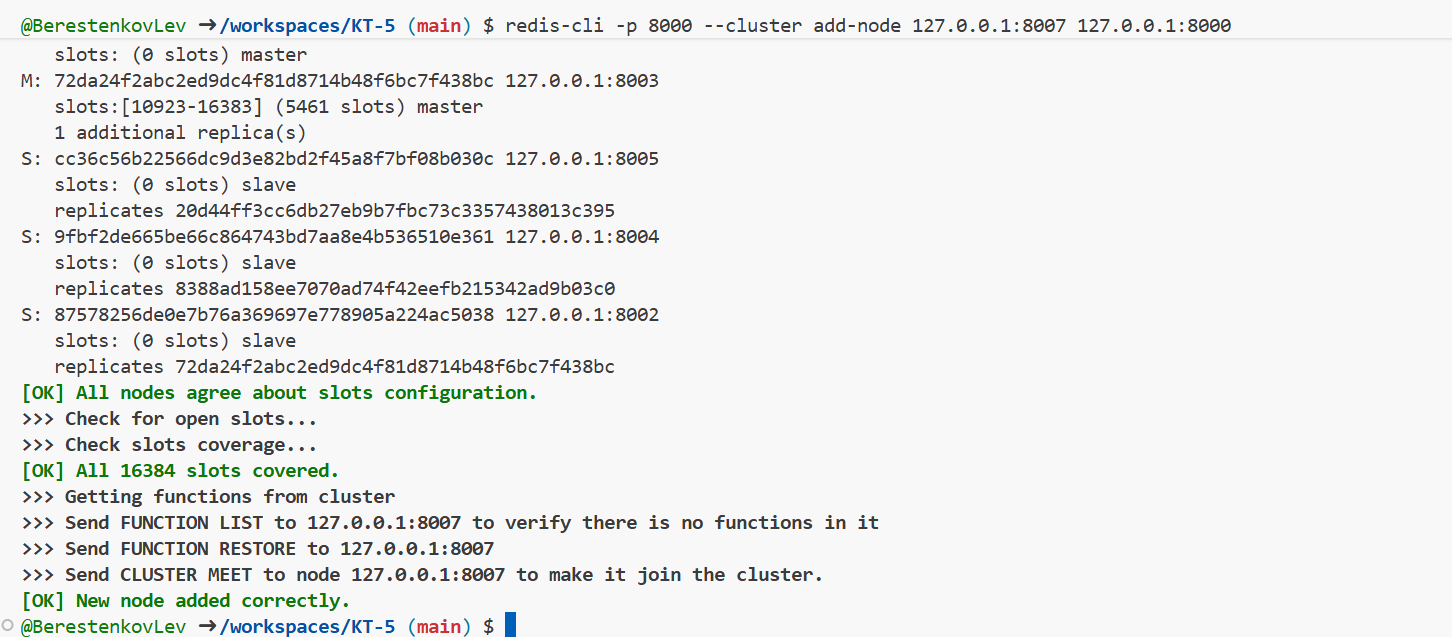 @BerestenkovLev ➜/workspaces/KT-5 (main) $ redis-cli -p 8000 --cluster add-node 127.0.0.1:8007 127.0.0.1:8000
slots: (0 slots) master
M: 72da24f2abc2ed9dc4f81d8714b48f6bc7f438bc 127.0.0.1:8003
slots:[10923-16383] (5461 slots) master
1 additional replica(s)
S: cc36c56b22566dc9d3e82bd2f45a8f7bf08b030c 127.0.0.1:8005
slots: (0 slots) slave
replicates 20d44ff3cc6db27eb9b7fbc73c3357438013c395
S: 9fbf2de665be66c864743bd7aa8e4b536510e361 127.0.0.1:8004
slots: (0 slots) slave
replicates 8388ad158ee7070ad74f42eefb215342ad9b03c0
S: 87578256de0e7b76a369697e778905a224ac5038 127.0.0.1:8002
slots: (0 slots) slave
replicates 72da24f2abc2ed9dc4f81d8714b48f6bc7f438bc
[OK] All nodes agree about slots configuration.
>>> Check for open slots...
>>> Check slots coverage...
[OK] All 16384 slots covered.
>>> Getting functions from cluster
>>> Send FUNCTION LIST to 127.0.0.1:8007 to verify there is no functions in it
>>> Send FUNCTION RESTORE to 127.0.0.1:8007
>>> Send CLUSTER MEET to node 127.0.0.1:8007 to make it join the cluster.
[OK] New node added correctly.
@BerestenkovLev ➜/workspaces/KT-5 (main) $